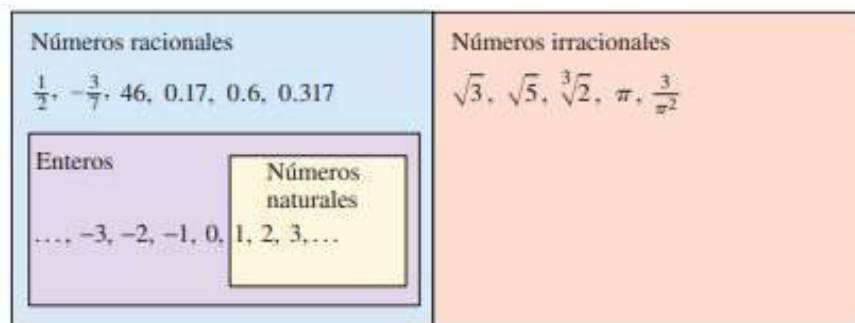 Números racionales
1/2, −3/7, 46, 0.17, 0.6, 0.317
Enteros
Números
naturales
..., −3, −2, −1, 0, 1, 2, 3,...
Números irracionales
√3, √5, ∛2, π, 3/π²